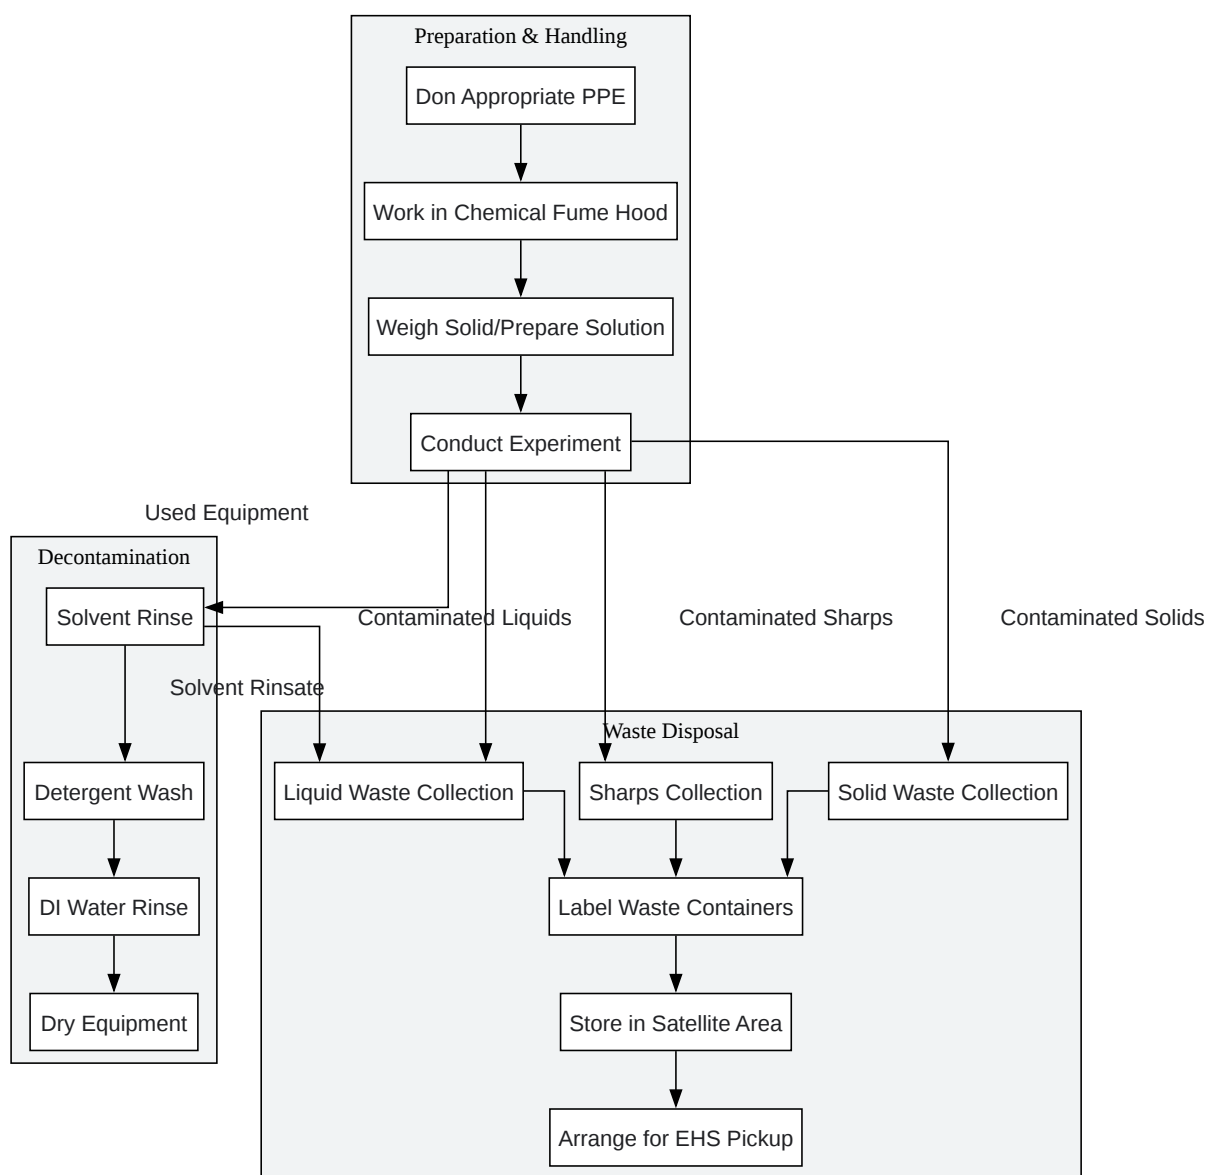 Preparation & Handling
Don Appropriate PPE
Work in Chemical Fume Hood
Weigh Solid/Prepare Solution
Conduct Experiment
Used Equipment
Decontamination
Solvent Rinse
Contaminated Liquids
Contaminated Sharps
Contaminated Solids
Solvent Rinsate
Waste Disposal
Detergent Wash
Liquid Waste Collection
Sharps Collection
Solid Waste Collection
DI Water Rinse
Label Waste Containers
Dry Equipment
Store in Satellite Area
Arrange for EHS Pickup